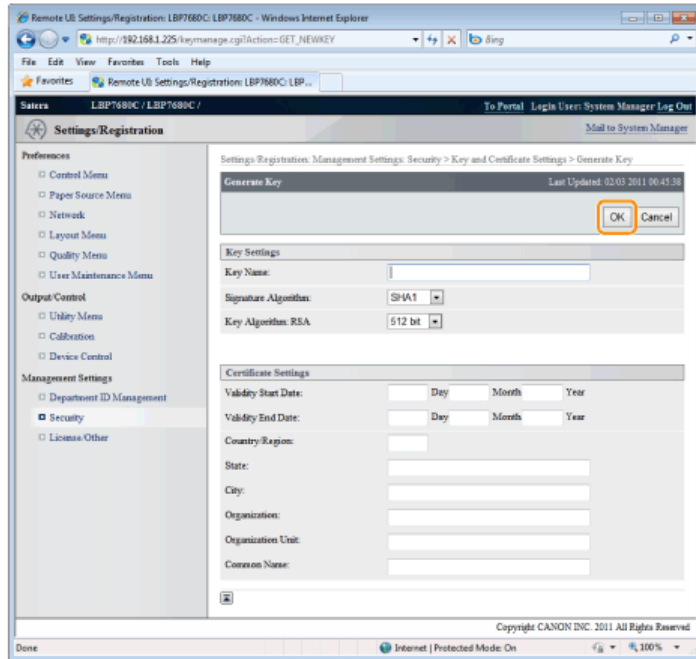 Remote UI: Settings/Registration: LBP7680C: LBP7680C - Windows Internet Explorer
http://192.168.1.225/keymanage.cgi?Action=GET_NEWKEY
Bing
File Edit View Favorites Tools Help
Favorites Remote UI: Settings/Registration: LBP7680C: LBP...
Satera LBP7680C / LBP7680C / To Portal Login User: System Manager Log Out
Settings/Registration Mail to System Manager
Preferences
Control Menu
Paper Source Menu
Network
Layout Menu
Quality Menu
User Maintenance Menu
Output/Control
Utility Menu
Calibration
Device Control
Management Settings
Department ID Management
Security
License/Other
Settings/Registration: Management Settings: Security > Key and Certificate Settings > Generate Key
Generate Key Last Updated: 02/03 2011 00:45:38
OK Cancel
Key Settings
Key Name:
Signature Algorithm: SHA1
Key Algorithm: RSA 512 bit
Certificate Settings
Validity Start Date: Day Month Year
Validity End Date: Day Month Year
Country/Region:
State:
City:
Organization:
Organization Unit:
Common Name:
Copyright CANON INC. 2011 All Rights Reserved
Done Internet | Protected Mode: On 100%